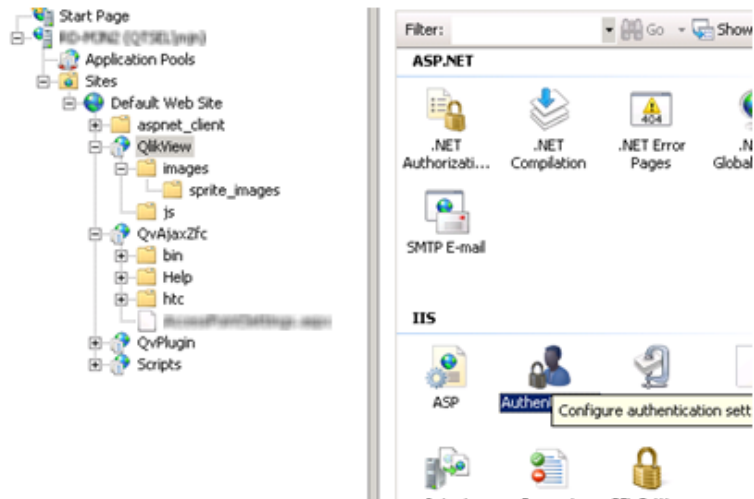 Start Page
Application Pools
Sites
Default Web Site
aspnet_client
QlikView
images
sprite_images
js
QvAjaxZfc
bin
Help
htc
QvPlugin
Scripts
Filter:
Go
Show
ASP.NET
.NET Authorizati...
.NET Compilation
404
.NET Error Pages
Global
SMTP E-mail
IIS
ASP
Authen
Configure authentication sett